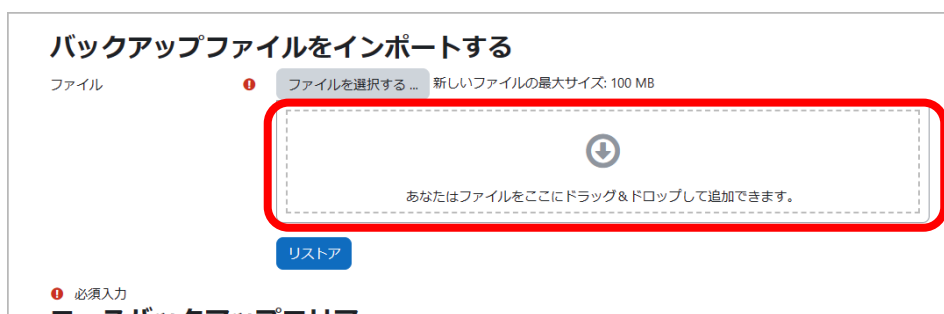 バックアップファイルをインポートする
ファイル ファイルを選択する ... 新しいファイルの最大サイズ: 100 MB
あなたはファイルをここにドラッグ&ドロップして追加できます。
リストア
必須入力